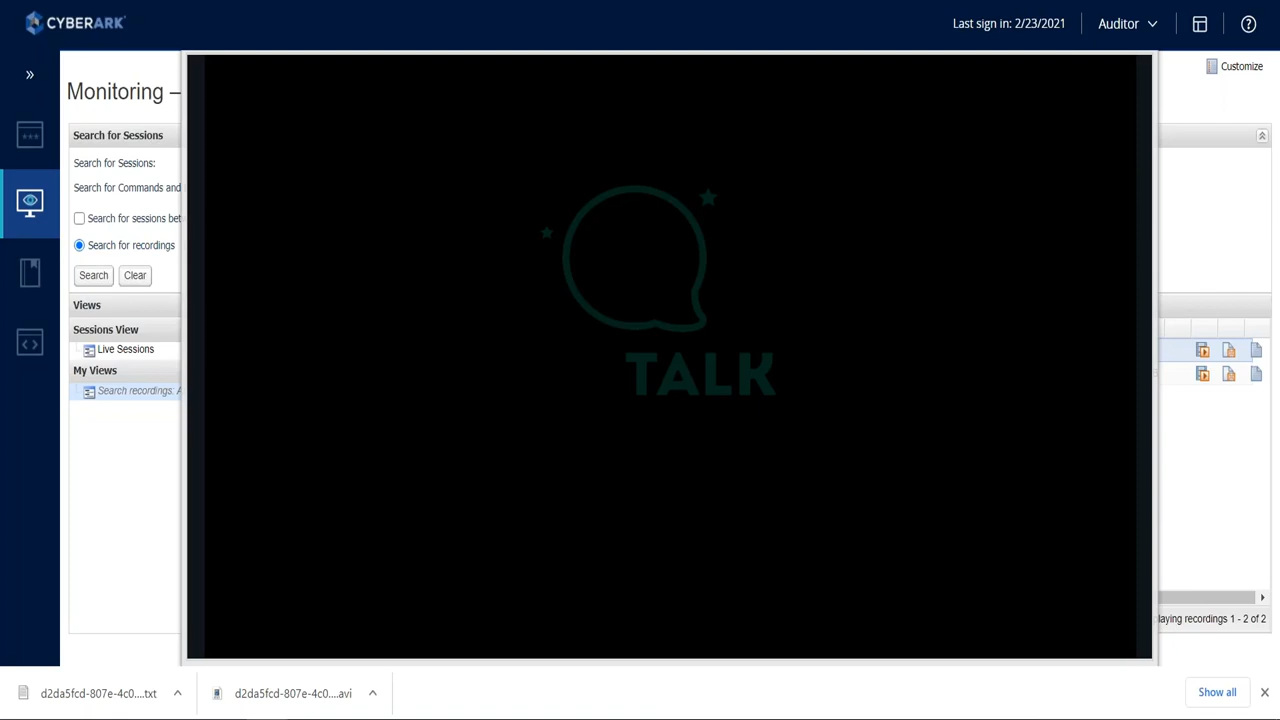 CYBERARK
Last sign in: 2/23/2021
Auditor
Customize
Monitoring –
Search for Sessions
Search for Sessions:
Search for Commands and
Search for sessions bet
Search for recordings
Search
Clear
Views
Sessions View
Live Sessions
My Views
Search recordings: A
TALK
laying recordings 1 - 2 of 2
d2da5fcd-807e-4c0....txt
d2da5fcd-807e-4c0....avi
Show all